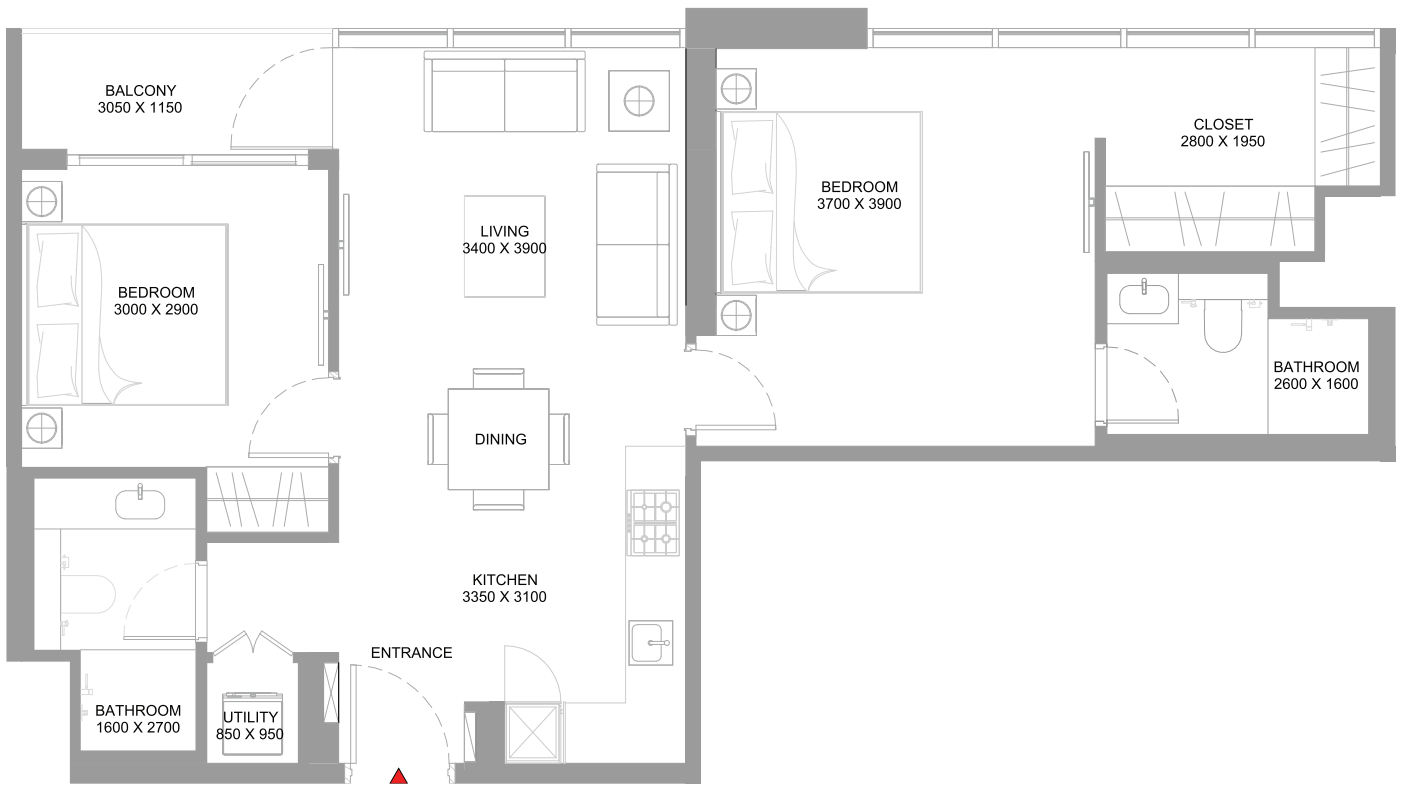 BALCONY
3050 X 1150
CLOSET
2800 X 1950
BEDROOM
3700 X 3900
LIVING
3400 X 3900
BEDROOM
3000 X 2900
BATHROOM
2600 X 1600
DINING
KITCHEN
3350 X 3100
ENTRANCE
BATHROOM
1600 X 2700
UTILITY
850 X 950